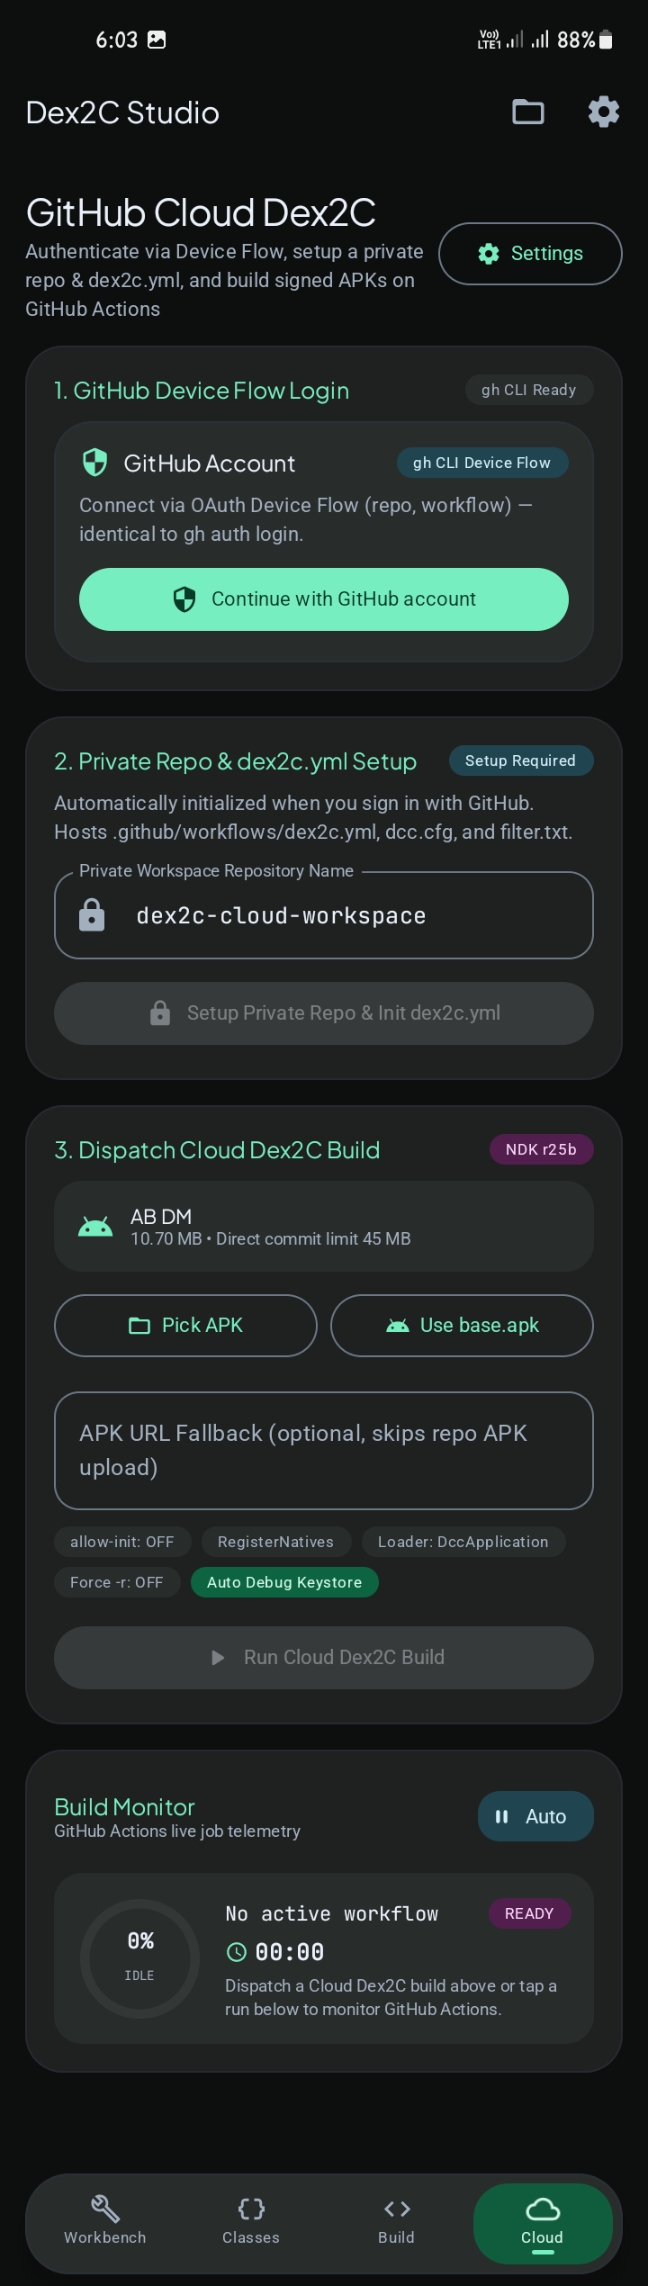 6:03
Vo))
LTE1
88%
Dex2C Studio
GitHub Cloud Dex2C
Authenticate via Device Flow, setup a private
repo & dex2c.yml, and build signed APKs on
GitHub Actions
Settings
1. GitHub Device Flow Login
gh CLI Ready
GitHub Account
gh CLI Device Flow
Connect via OAuth Device Flow (repo, workflow) —
identical to gh auth login.
Continue with GitHub account
2. Private Repo & dex2c.yml Setup
Setup Required
Automatically initialized when you sign in with GitHub.
Hosts .github/workflows/dex2c.yml, dcc.cfg, and filter.txt.
Private Workspace Repository Name
dex2c-cloud-workspace
Setup Private Repo & Init dex2c.yml
3. Dispatch Cloud Dex2C Build
NDK r25b
AB DM
10.70 MB • Direct commit limit 45 MB
Pick APK
Use base.apk
APK URL Fallback (optional, skips repo APK
upload)
allow-init: OFF
RegisterNatives
Loader: DccApplication
Force -r: OFF
Auto Debug Keystore
Run Cloud Dex2C Build
Build Monitor
GitHub Actions live job telemetry
Auto
0%
IDLE
No active workflow
READY
00:00
Dispatch a Cloud Dex2C build above or tap a
run below to monitor GitHub Actions.
Workbench
Classes
Build
Cloud